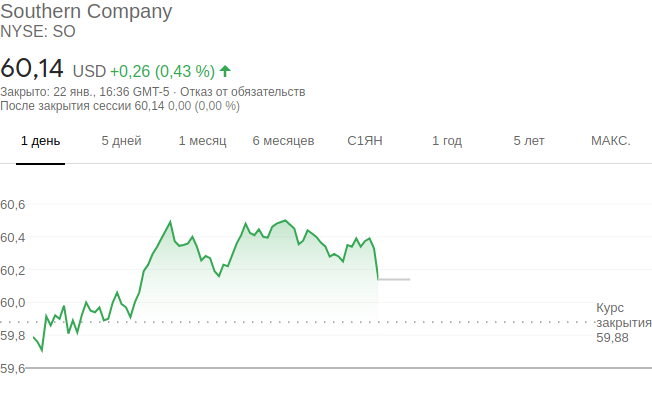 Southern Company
NYSE: SO
60,14 USD +0,26 (0,43 %)
Закрыто: 22 янв., 16:36 GMT-5 · Отказ от обязательств
После закрытия сессии 60,14 0,00 (0,00 %)
1 день 5 дней 1 месяц 6 месяцев С1ЯН 1 год 5 лет МАКС.
60,6
60,4
60,2
60,0
59,8
59,6
Курс
закрытия
59,88